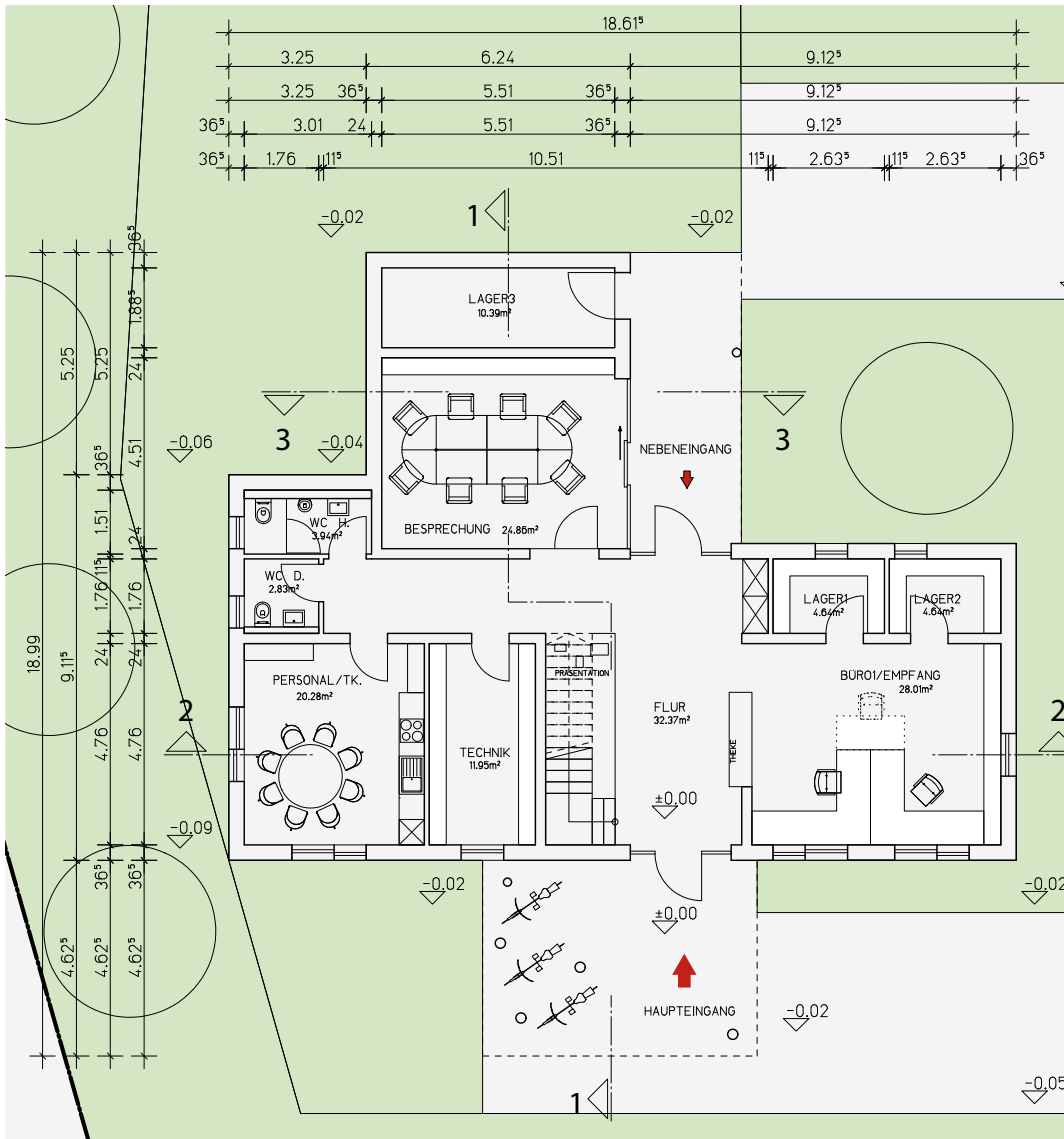 18.61⁵
3.25 6.24 9.12⁵
3.25 36⁵ 5.51 36⁵ 9.12⁵
36⁵ 3.01 24 5.51 36⁵ 9.12⁵
36⁵ 1.76 11⁵ 10.51 11⁵ 2.63⁵ 11⁵ 2.63⁵ 36⁵
1
-0.02
-0.02
36⁵
1.88⁵
24
4.51
24
1.76
24
4.76
36⁵
4.62⁵
5.25
36⁵
1.51
11⁵
1.76
24
4.76
36⁵
4.62⁵
5.25
9.11⁵
4.62⁵
18.99
LAGER3
10.39m²
3
3
-0.06
-0.04
NEBENEINGANG
BESPRECHUNG 24.86m²
WC H.
3.94m²
WC D.
2.83m²
LAGER1
4.64m²
LAGER2
4.64m²
PERSONAL/TK.
20.28m²
PRÄSENTATION
BÜRO1/EMPFANG
28.01m²
FLUR
32.37m²
2
2
TECHNIK
11.95m²
THEKE
±0.00
-0.09
-0.02
±0.00
-0.02
HAUPTEINGANG
-0.02
-0.05
1